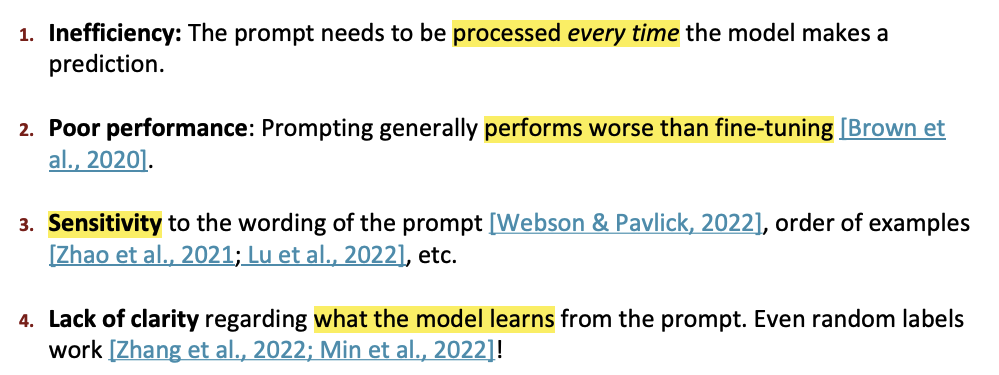 1. Inefficiency: The prompt needs to be processed every time the model makes a
prediction.
2. Poor performance: Prompting generally performs worse than fine-tuning [Brown et
al., 2020].
3. Sensitivity to the wording of the prompt [Webson & Pavlick, 2022], order of examples
[Zhao et al., 2021; Lu et al., 2022], etc.
4. Lack of clarity regarding what the model learns from the prompt. Even random labels
work [Zhang et al., 2022; Min et al., 2022]!